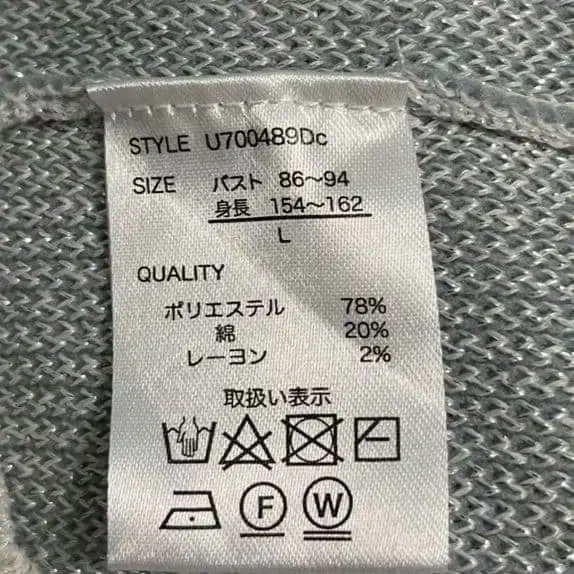 STYLE U700489Dc
SIZE バスト 86～94
身長 154～162
L
QUALITY
ポリエステル 78%
綿 20%
レーヨン 2%
取扱い表示
F W